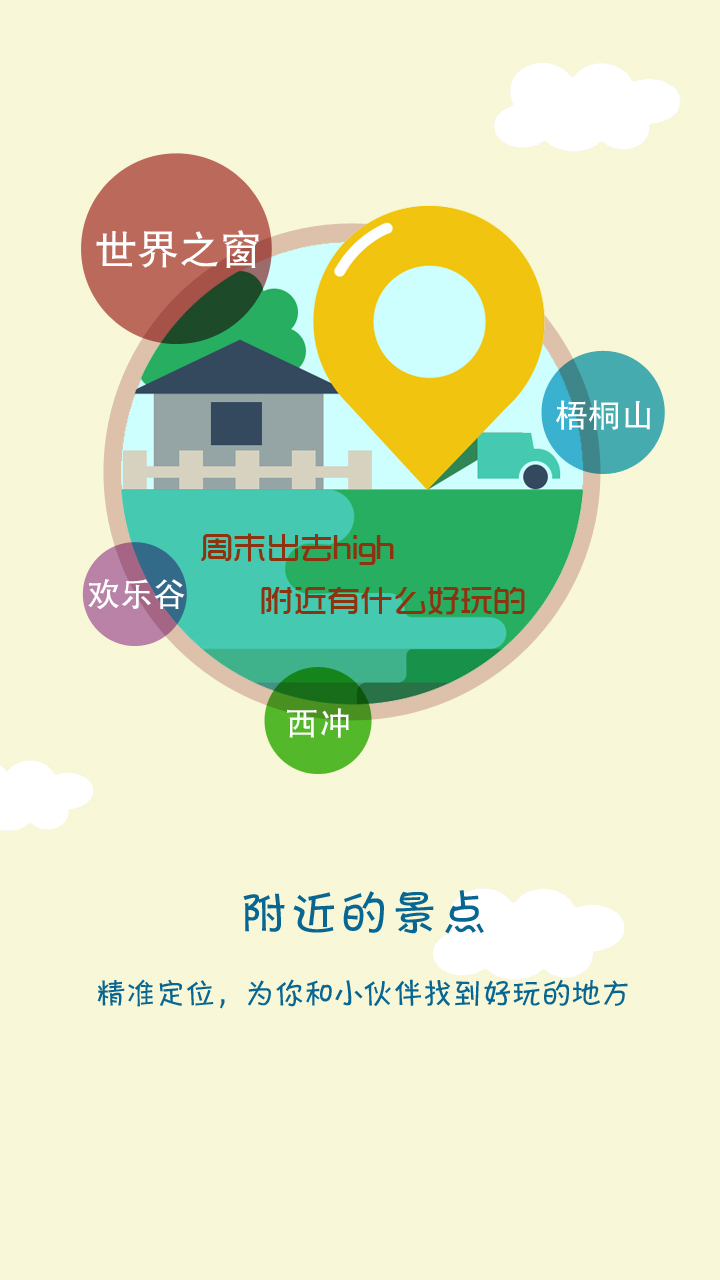 世界之窗
梧桐山
周末出去high
附近有什么好玩的
欢乐谷
西冲
附近的景点
精准定位，为你和小伙伴找到好玩的地方